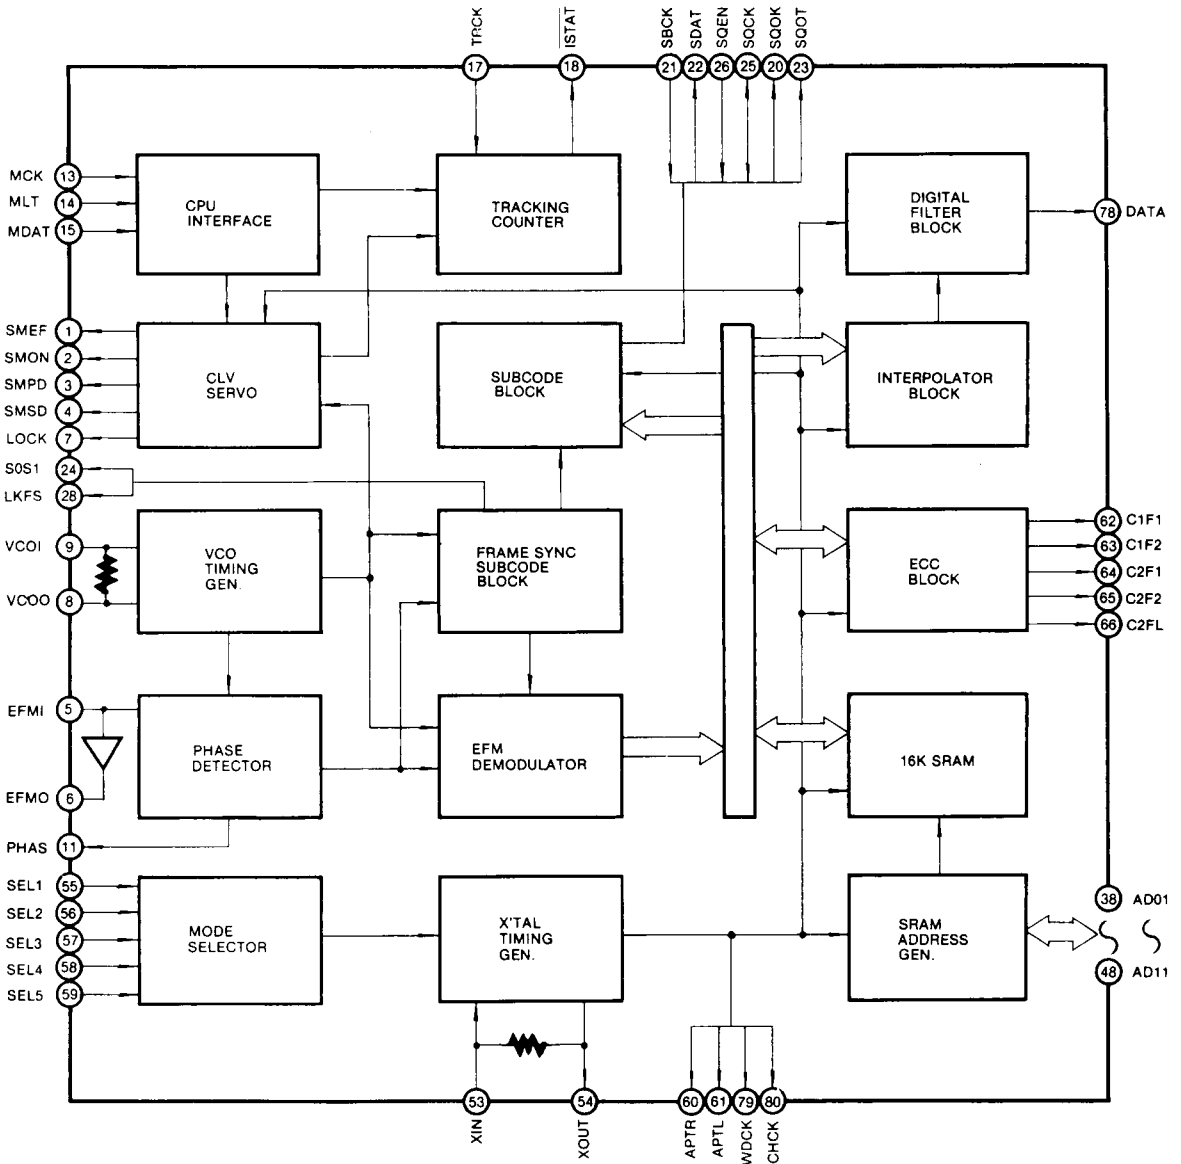 TRCK
ISTAT
SBCK
SDAT
SQEN
SQCK
SQOK
SQOT
17
18
21
22
26
25
20
23
MCK
13
MLT
14
MDAT
15
CPU
INTERFACE
TRACKING
COUNTER
DIGITAL
FILTER
BLOCK
78
DATA
SMEF
1
SMON
2
SMPD
3
SMSD
4
LOCK
7
S0S1
24
LKFS
28
CLV
SERVO
SUBCODE
BLOCK
INTERPOLATOR
BLOCK
VCOI
9
VCOO
8
VCO
TIMING
GEN.
FRAME SYNC
SUBCODE
BLOCK
ECC
BLOCK
62
C1F1
63
C1F2
64
C2F1
65
C2F2
66
C2FL
EFMI
5
EFMO
6
PHAS
11
PHASE
DETECTOR
EFM
DEMODULATOR
16K SRAM
SEL1
55
SEL2
56
SEL3
57
SEL4
58
SEL5
59
MODE
SELECTOR
X'TAL
TIMING
GEN.
SRAM
ADDRESS
GEN.
38
AD01
48
AD11
53
54
60
61
79
80
XIN
XOUT
APTR
APTL
WDCK
CHCK